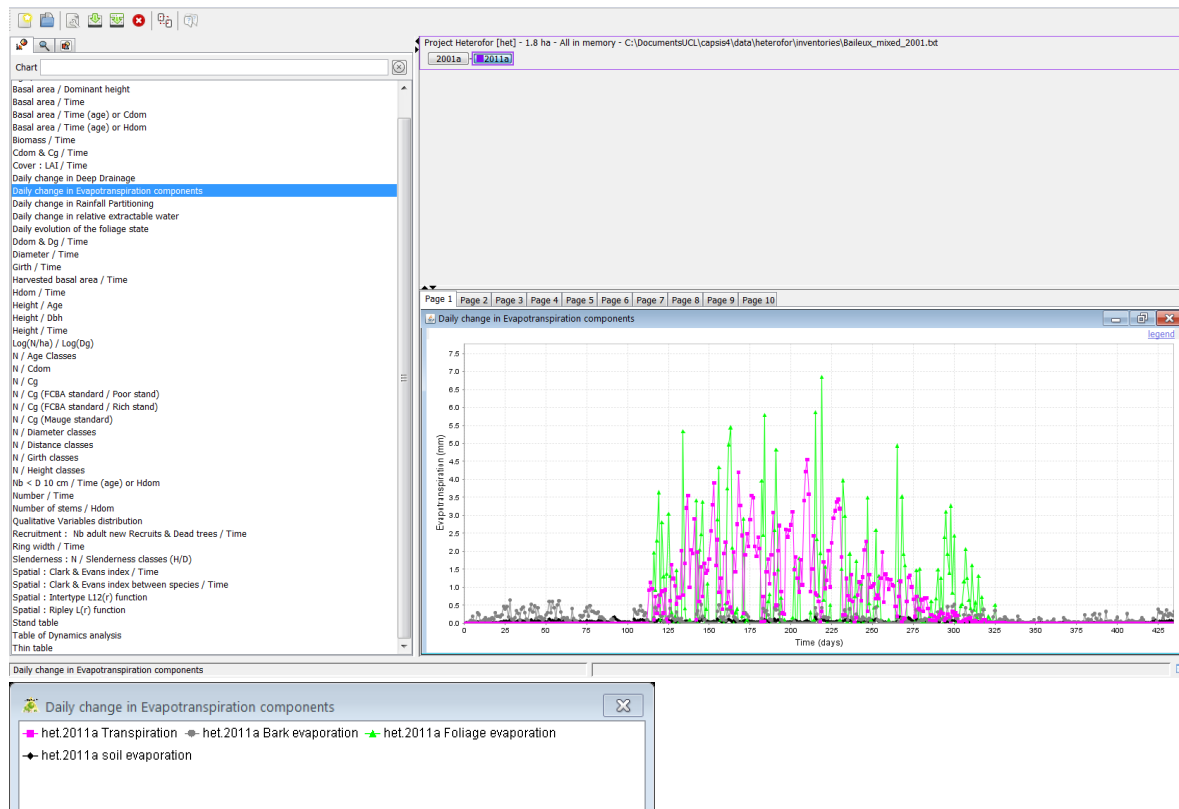 Project Heterofor [het] - 1.8 ha - All in memory - C:\DocumentsUCL\capsis4\data\heterofor\inventories\Baileux_mixed_2001.txt
2001a 2011a
Chart
Basal area / Dominant height
Basal area / Time
Basal area / Time (age) or Cdom
Basal area / Time (age) or Hdom
Biomass / Time
Cdom & Cg / Time
Cover : LAI / Time
Daily change in Deep Drainage
Daily change in Evapotranspiration components
Daily change in Rainfall Partitioning
Daily change in relative extractable water
Daily evolution of the foliage state
Ddom & Dg / Time
Diameter / Time
Girth / Time
Harvested basal area / Time
Hdom / Time
Height / Age
Height / Dbh
Height / Time
Log(N/ha) / Log(Dg)
N / Age Classes
N / Cdom
N / Cg
N / Cg (FCBA standard / Poor stand)
N / Cg (FCBA standard / Rich stand)
N / Cg (Mauge standard)
N / Diameter classes
N / Distance classes
N / Girth classes
N / Height classes
Nb < D 10 cm / Time (age) or Hdom
Number / Time
Number of stems / Hdom
Qualitative Variables distribution
Recruitment : Nb adult new Recruits & Dead trees / Time
Ring width / Time
Slenderness : N / Slenderness classes (H/D)
Spatial : Clark & Evans index / Time
Spatial : Clark & Evans index between species / Time
Spatial : Intertype L12(r) function
Spatial : Ripley L(r) function
Stand table
Table of Dynamics analysis
Thin table
Page 1 Page 2 Page 3 Page 4 Page 5 Page 6 Page 7 Page 8 Page 9 Page 10
Daily change in Evapotranspiration components
legend
7.5
7.0
6.5
6.0
5.5
5.0
4.5
4.0
3.5
3.0
2.5
2.0
1.5
1.0
0.5
0.0
Evapotranspiration (mm)
0 25 50 75 100 125 150 175 200 225 250 275 300 325 350 375 400 425
Time (days)
Daily change in Evapotranspiration components
Daily change in Evapotranspiration components
het.2011a Transpiration het.2011a Bark evaporation het.2011a Foliage evaporation
het.2011a soil evaporation